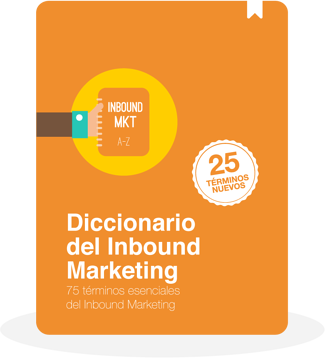 INBOUND
MKT
A-Z
25
TÉRMINOS
NUEVOS
Diccionario
del Inbound
Marketing
75 términos esenciales
del Inbound Marketing